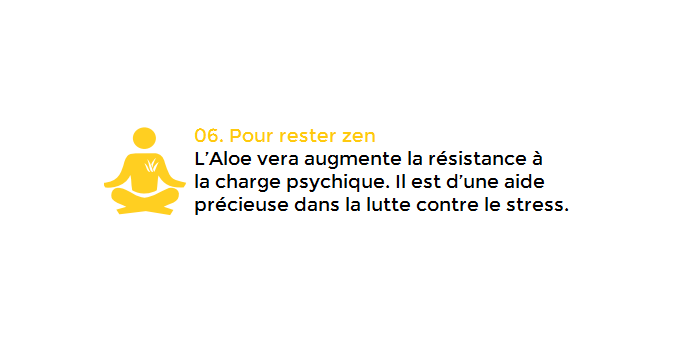 06. Pour rester zen
L’Aloe vera augmente la résistance à
la charge psychique. Il est d’une aide
précieuse dans la lutte contre le stress.